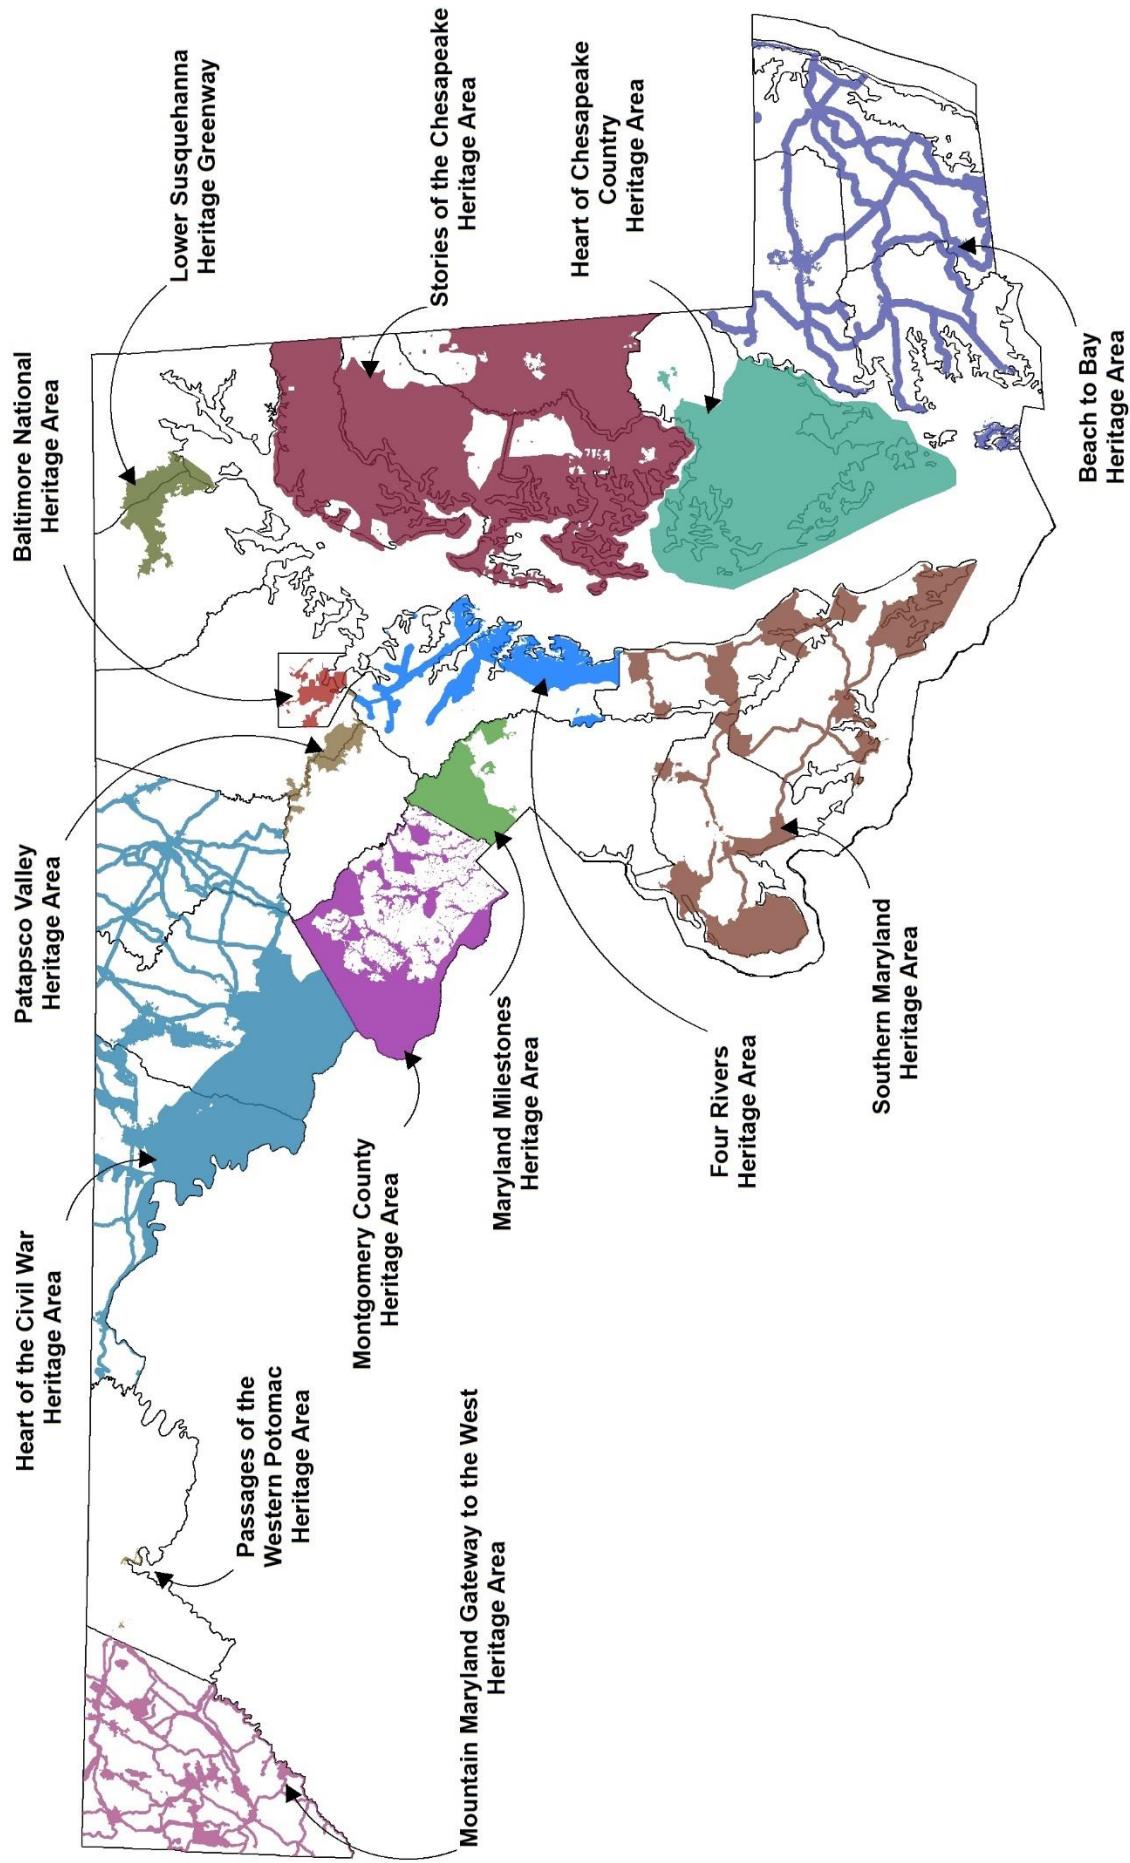 Mountain Maryland Gateway to the West
Heritage Area
Passages of the
Western Potomac
Heritage Area
Heart of the Civil War
Heritage Area
Montgomery County
Heritage Area
Maryland Milestones
Heritage Area
Four Rivers
Heritage Area
Southern Maryland
Heritage Area
Patapsco Valley
Heritage Area
Baltimore National
Heritage Area
Lower Susquehanna
Heritage Greenway
Stories of the Chesapeake
Heritage Area
Heart of Chesapeake
Country
Heritage Area
Beach to Bay
Heritage Area